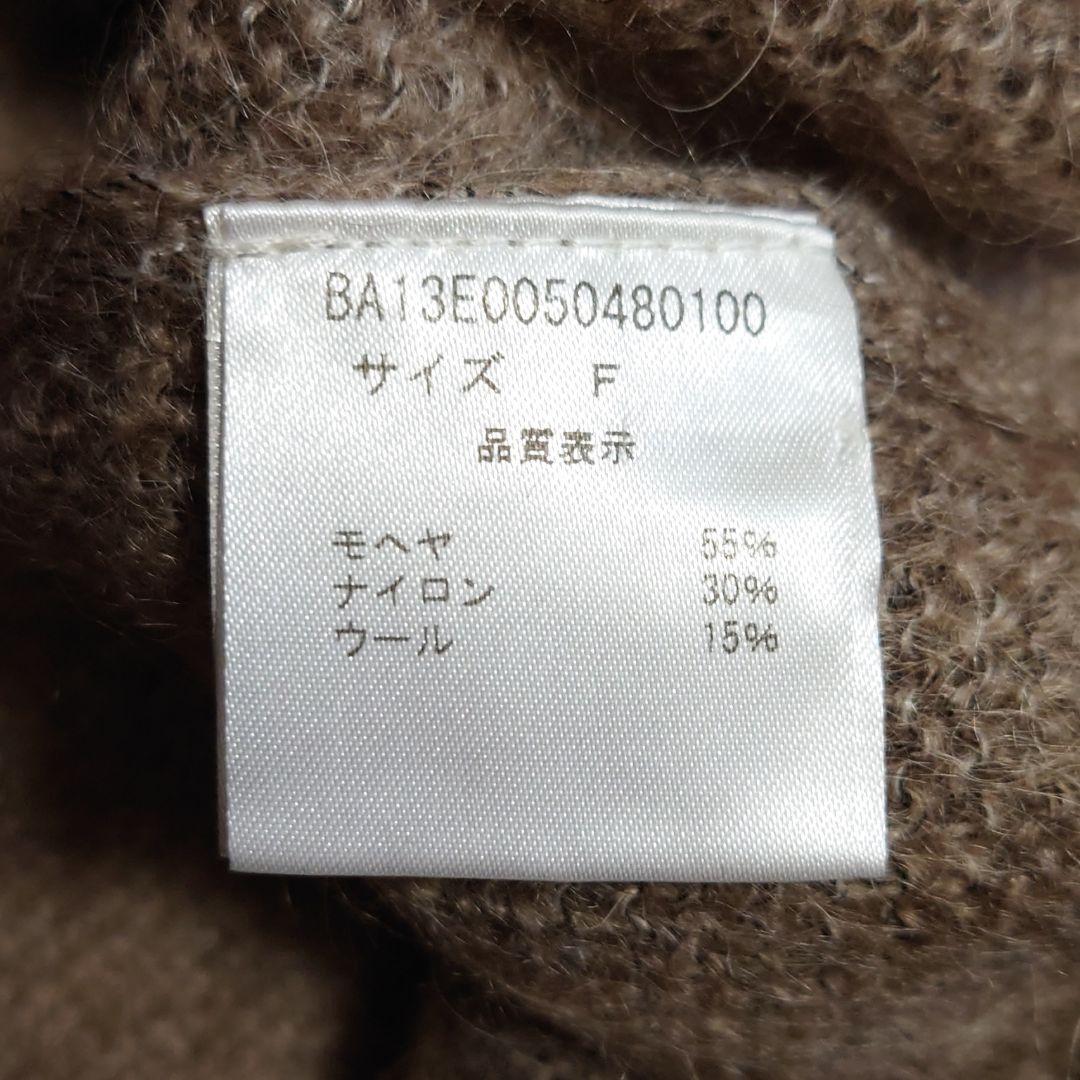 BA13E0050480100
サイズ F
品質表示
モヘヤ 55%
ナイロン 30%
ウール 15%